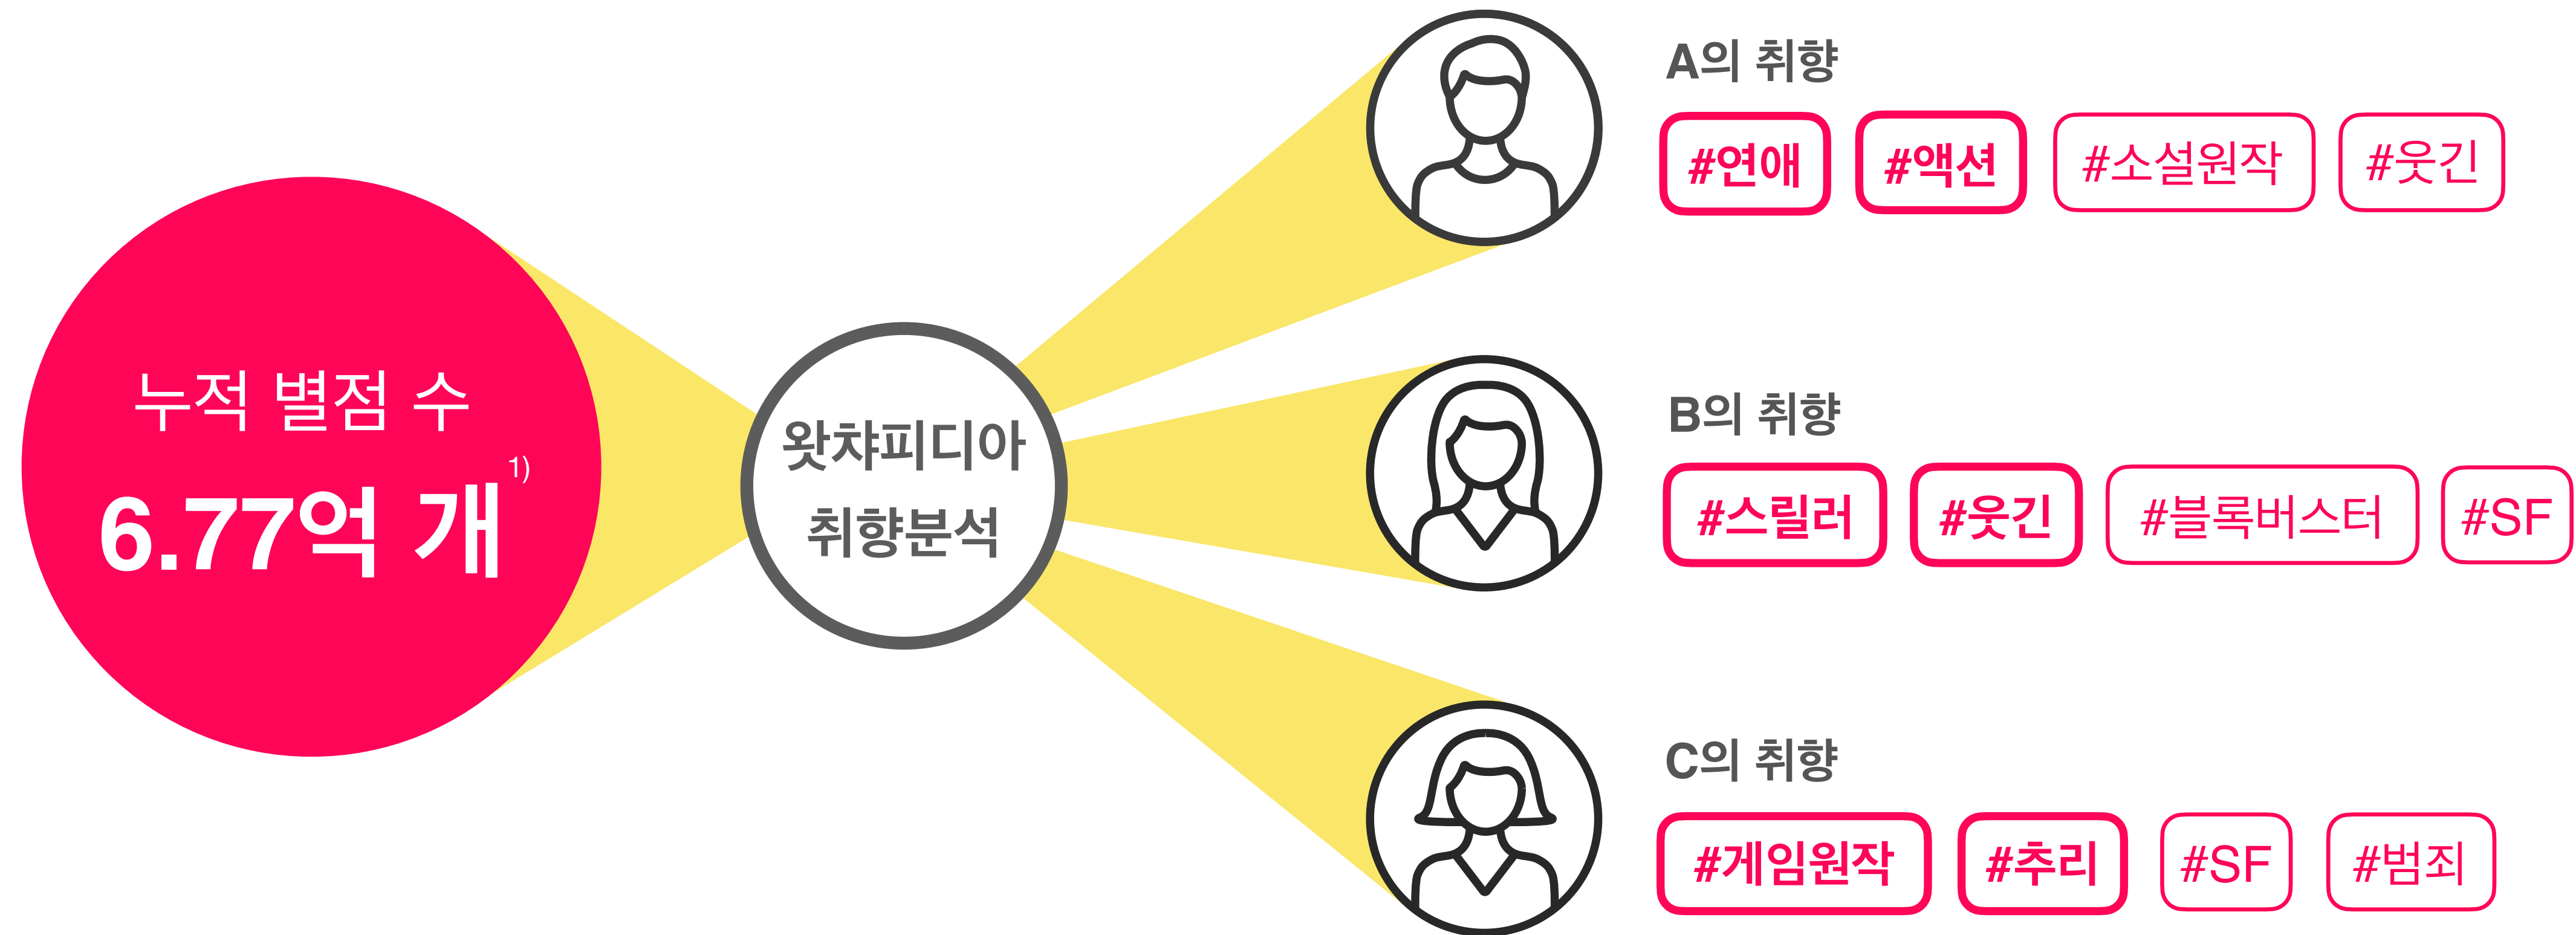 누적 별점 수
6.77억 개 1)
왓챠피디아
취향분석
A의 취향
#연애 #액션 #소설원작 #웃긴
B의 취향
#스릴러 #웃긴 #블록버스터 #SF
C의 취향
#게임원작 #추리 #SF #범죄